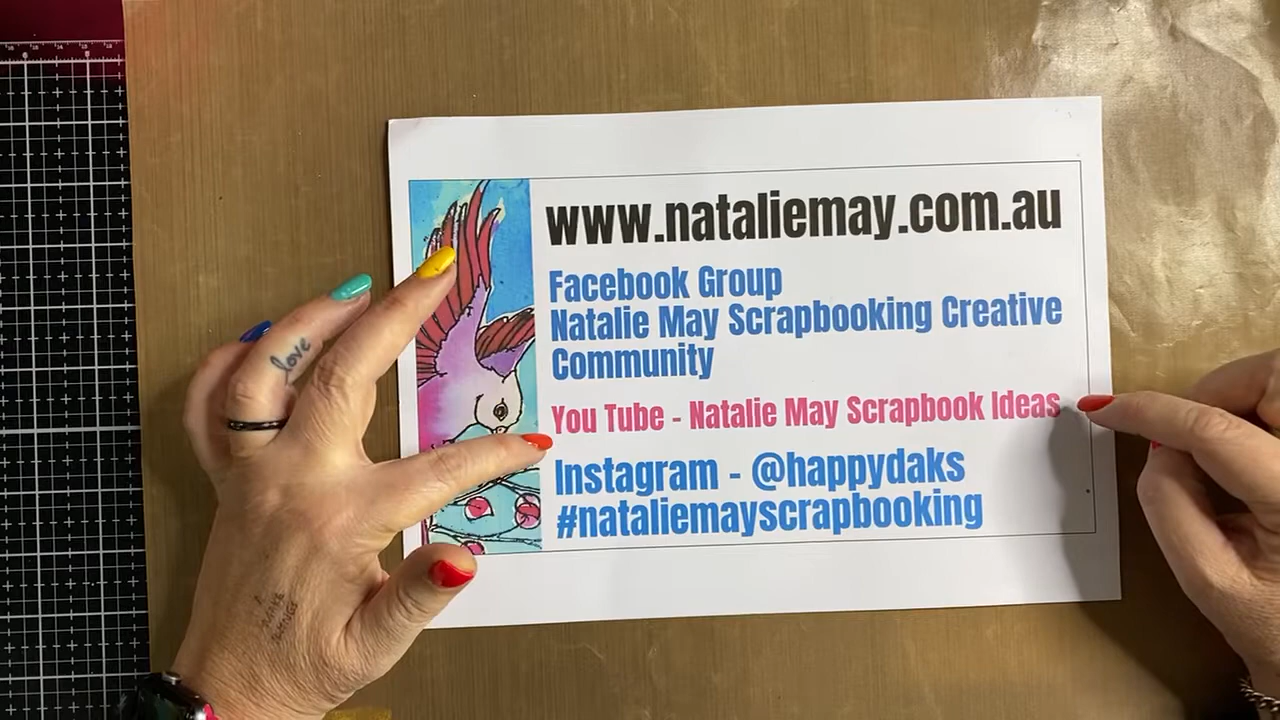 www.nataliemay.com.au
Facebook Group
Natalie May Scrapbooking Creative
Community
You Tube - Natalie May Scrapbook Ideas
Instagram - @happydaks
#nataliemayscrapbooking
love